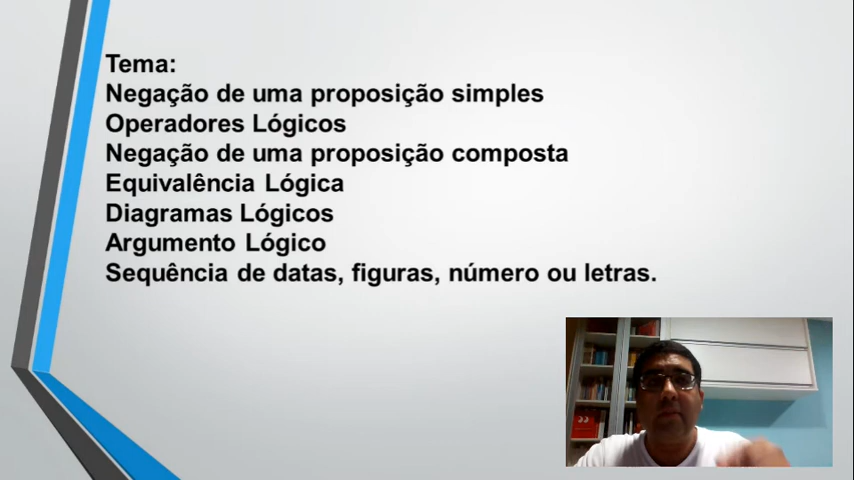 Tema:
Negação de uma proposição simples
Operadores Lógicos
Negação de uma proposição composta
Equivalência Lógica
Diagramas Lógicos
Argumento Lógico
Sequência de datas, figuras, número ou letras.